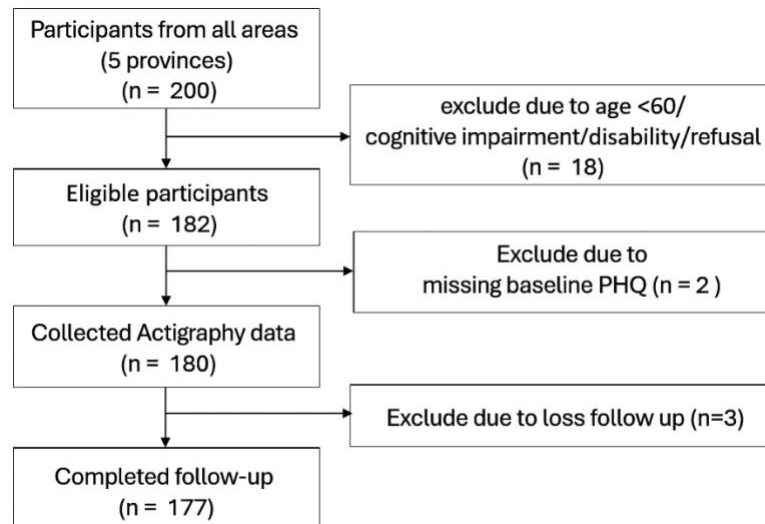 Participants from all areas
(5 provinces)
(n = 200)
exclude due to age <60/
cognitive impairment/disability/refusal
(n = 18)
Eligible participants
(n = 182)
Exclude due to
missing baseline PHQ (n = 2 )
Collected Actigraphy data
(n = 180)
Exclude due to loss follow up (n=3)
Completed follow-up
(n = 177)